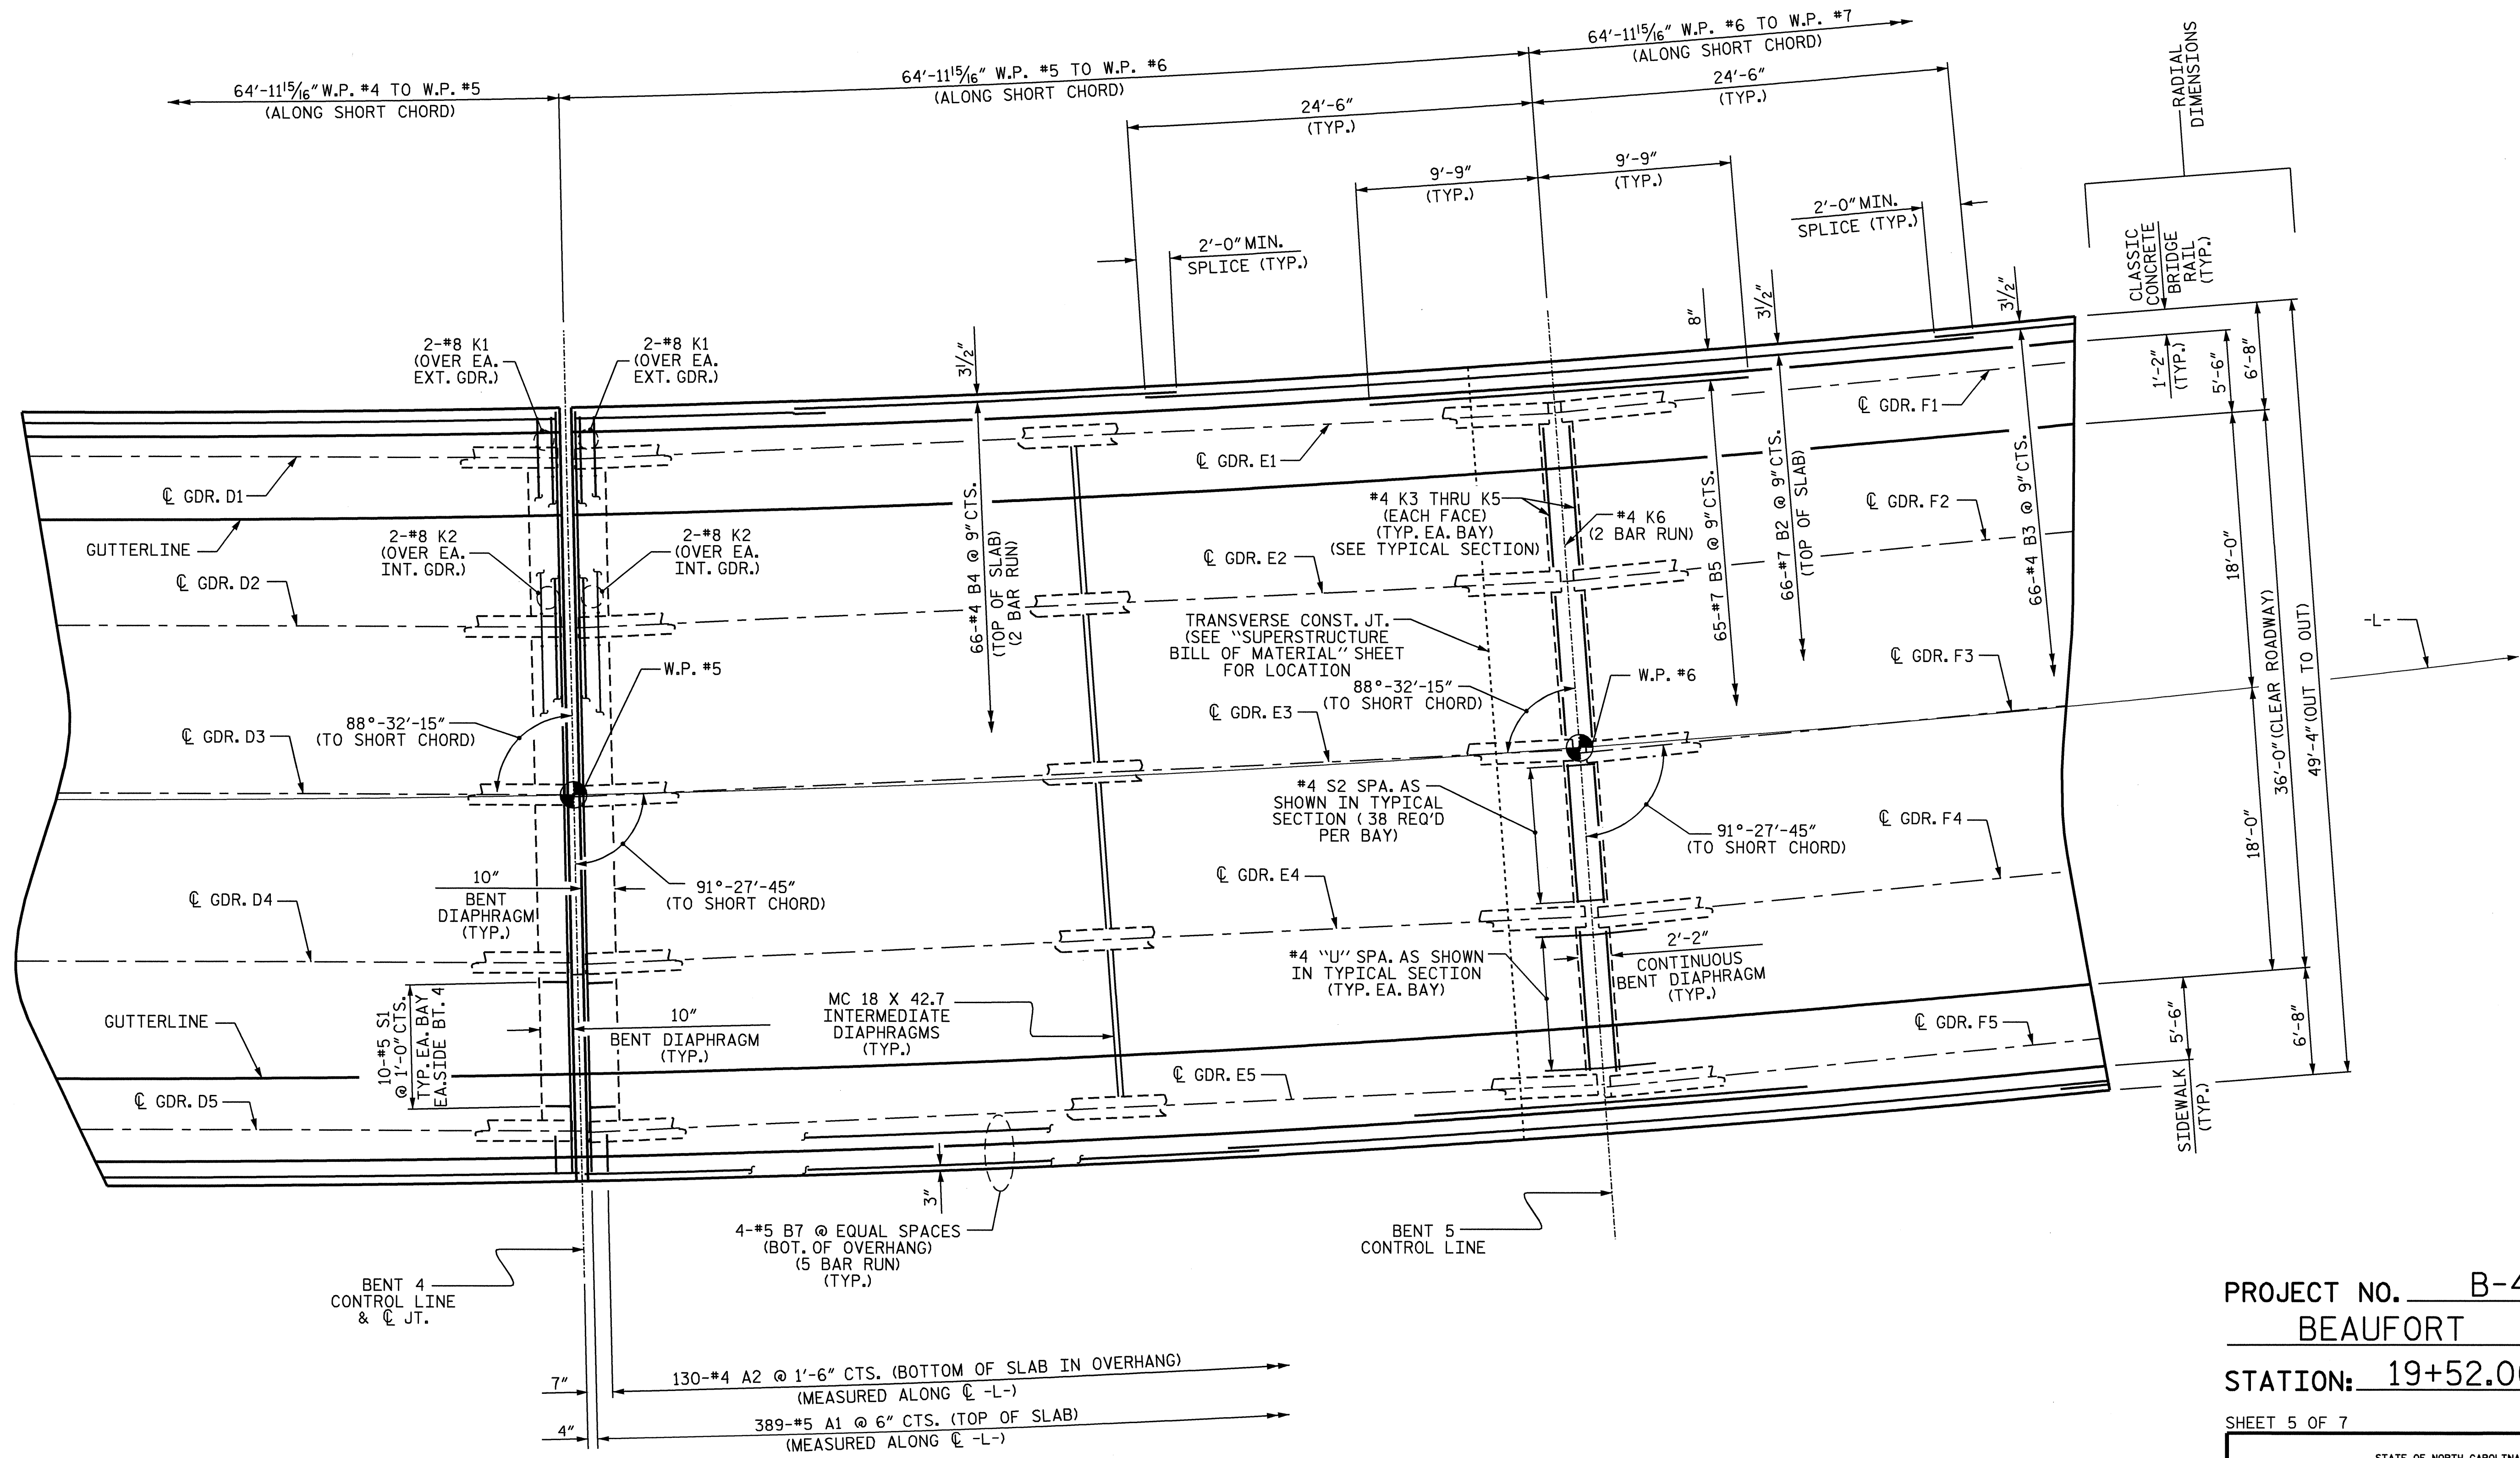 64'-11 15/16" W.P. #4 TO W.P. #5
(ALONG SHORT CHORD)
64'-11 15/16" W.P. #5 TO W.P. #6
(ALONG SHORT CHORD)
64'-11 15/16" W.P. #6 TO W.P. #7
(ALONG SHORT CHORD)
24'-6"
(TYP.)
24'-6"
(TYP.)
9'-9"
(TYP.)
9'-9"
(TYP.)
2'-0" MIN.
SPLICE (TYP.)
2'-0" MIN.
SPLICE (TYP.)
RADIAL
DIMENSIONS
CLASSIC
CONCRETE
BRIDGE
RAIL
(TYP.)
2-#8 K1
(OVER EA.
EXT. GDR.)
2-#8 K1
(OVER EA.
EXT. GDR.)
3½"
8"
3½"
3½"
1'-2"
(TYP.)
5'-6"
6'-8"
℄ GDR. D1
℄ GDR. E1
℄ GDR. F1
GUTTERLINE
2-#8 K2
(OVER EA.
INT. GDR.)
2-#8 K2
(OVER EA.
INT. GDR.)
℄ GDR. D2
66-#4 B4 @ 9" CTS.
(TOP OF SLAB)
(2 BAR RUN)
℄ GDR. E2
#4 K3 THRU K5
(EACH FACE)
(TYP. EA. BAY)
(SEE TYPICAL SECTION)
#4 K6
(2 BAR RUN)
65-#7 B5 @ 9" CTS.
66-#7 B2 @ 9" CTS.
(TOP OF SLAB)
℄ GDR. F2
66-#4 B3 @ 9" CTS.
18'-0"
36'-0" (CLEAR ROADWAY)
49'-4" (OUT TO OUT)
-L-
TRANSVERSE CONST. JT.
(SEE "SUPERSTRUCTURE
BILL OF MATERIAL" SHEET
FOR LOCATION
W.P. #5
88°-32'-15"
(TO SHORT CHORD)
℄ GDR. D3
88°-32'-15"
(TO SHORT CHORD)
℄ GDR. E3
W.P. #6
℄ GDR. F3
#4 S2 SPA. AS
SHOWN IN TYPICAL
SECTION ( 38 REQ'D
PER BAY)
91°-27'-45"
(TO SHORT CHORD)
℄ GDR. F4
18'-0"
10"
BENT
DIAPHRAGM
(TYP.)
91°-27'-45"
(TO SHORT CHORD)
℄ GDR. D4
℄ GDR. E4
#4 "U" SPA. AS SHOWN
IN TYPICAL SECTION
(TYP. EA. BAY)
2'-2"
CONTINUOUS
BENT DIAPHRAGM
(TYP.)
10-#5 S1
@ 1'-0" CTS.
TYP. EA. BAY
EA. SIDE BT. 4
GUTTERLINE
10"
BENT DIAPHRAGM
(TYP.)
MC 18 X 42.7
INTERMEDIATE
DIAPHRAGMS
(TYP.)
℄ GDR. F5
5'-6"
6'-8"
SIDEWALK
(TYP.)
℄ GDR. D5
℄ GDR. E5
3"
4-#5 B7 @ EQUAL SPACES
(BOT. OF OVERHANG)
(5 BAR RUN)
(TYP.)
BENT 4
CONTROL LINE
& ℄ JT.
BENT 5
CONTROL LINE
7"
130-#4 A2 @ 1'-6" CTS. (BOTTOM OF SLAB IN OVERHANG)
(MEASURED ALONG ℄ -L-)
4"
389-#5 A1 @ 6" CTS. (TOP OF SLAB)
(MEASURED ALONG ℄ -L-)
PROJECT NO. B-4
BEAUFORT
STATION: 19+52.0
SHEET 5 OF 7
STATE OF NORTH CAROLINA